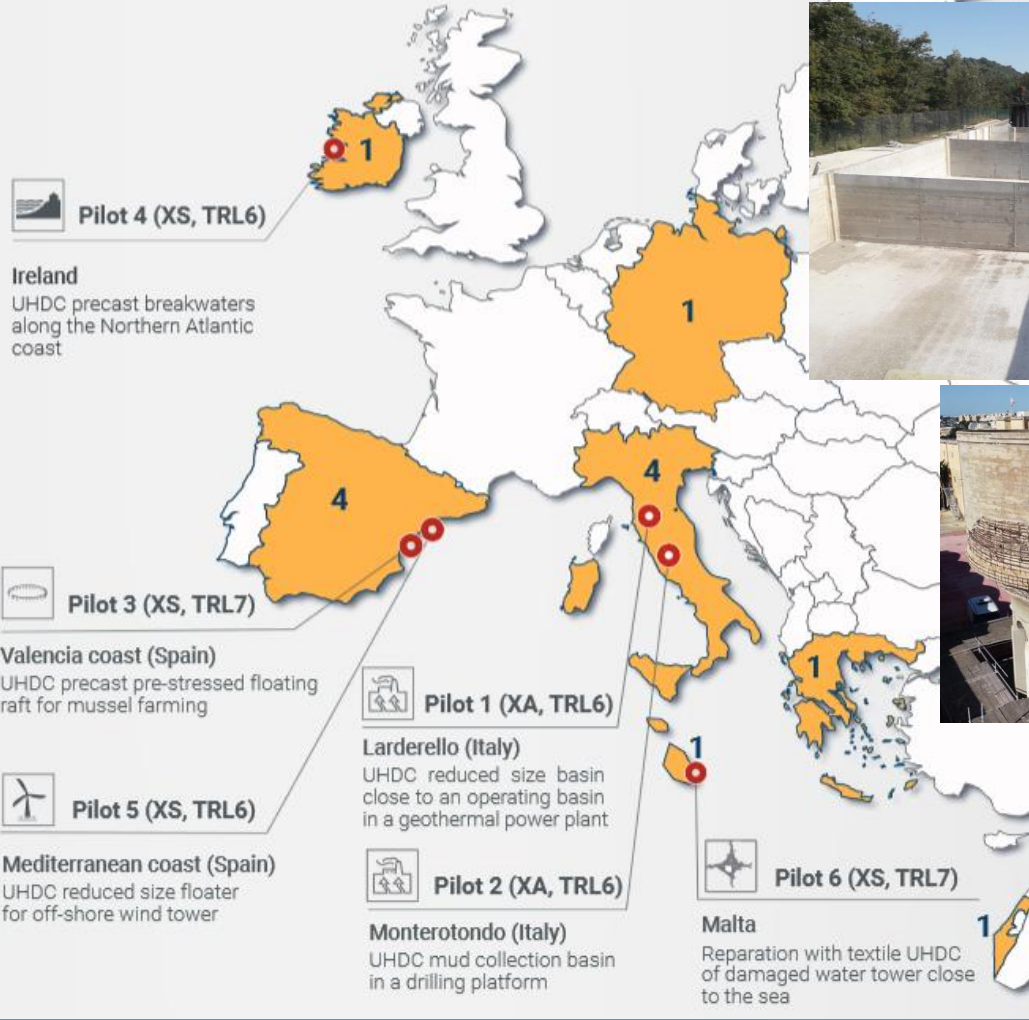 1
Pilot 4 (XS, TRL6)
Ireland
UHDC precast breakwaters
along the Northern Atlantic
coast
1
4
4
Pilot 3 (XS, TRL7)
Valencia coast (Spain)
UHDC precast pre-stressed floating
raft for mussel farming
1
Pilot 1 (XA, TRL6)
Larderello (Italy)
UHDC reduced size basin
close to an operating basin
in a geothermal power plant
1
Pilot 5 (XS, TRL6)
Mediterranean coast (Spain)
UHDC reduced size floater
for off-shore wind tower
Pilot 2 (XA, TRL6)
Monterotondo (Italy)
UHDC mud collection basin
in a drilling platform
Pilot 6 (XS, TRL7)
Malta
Reparation with textile UHDC
of damaged water tower close
to the sea
1